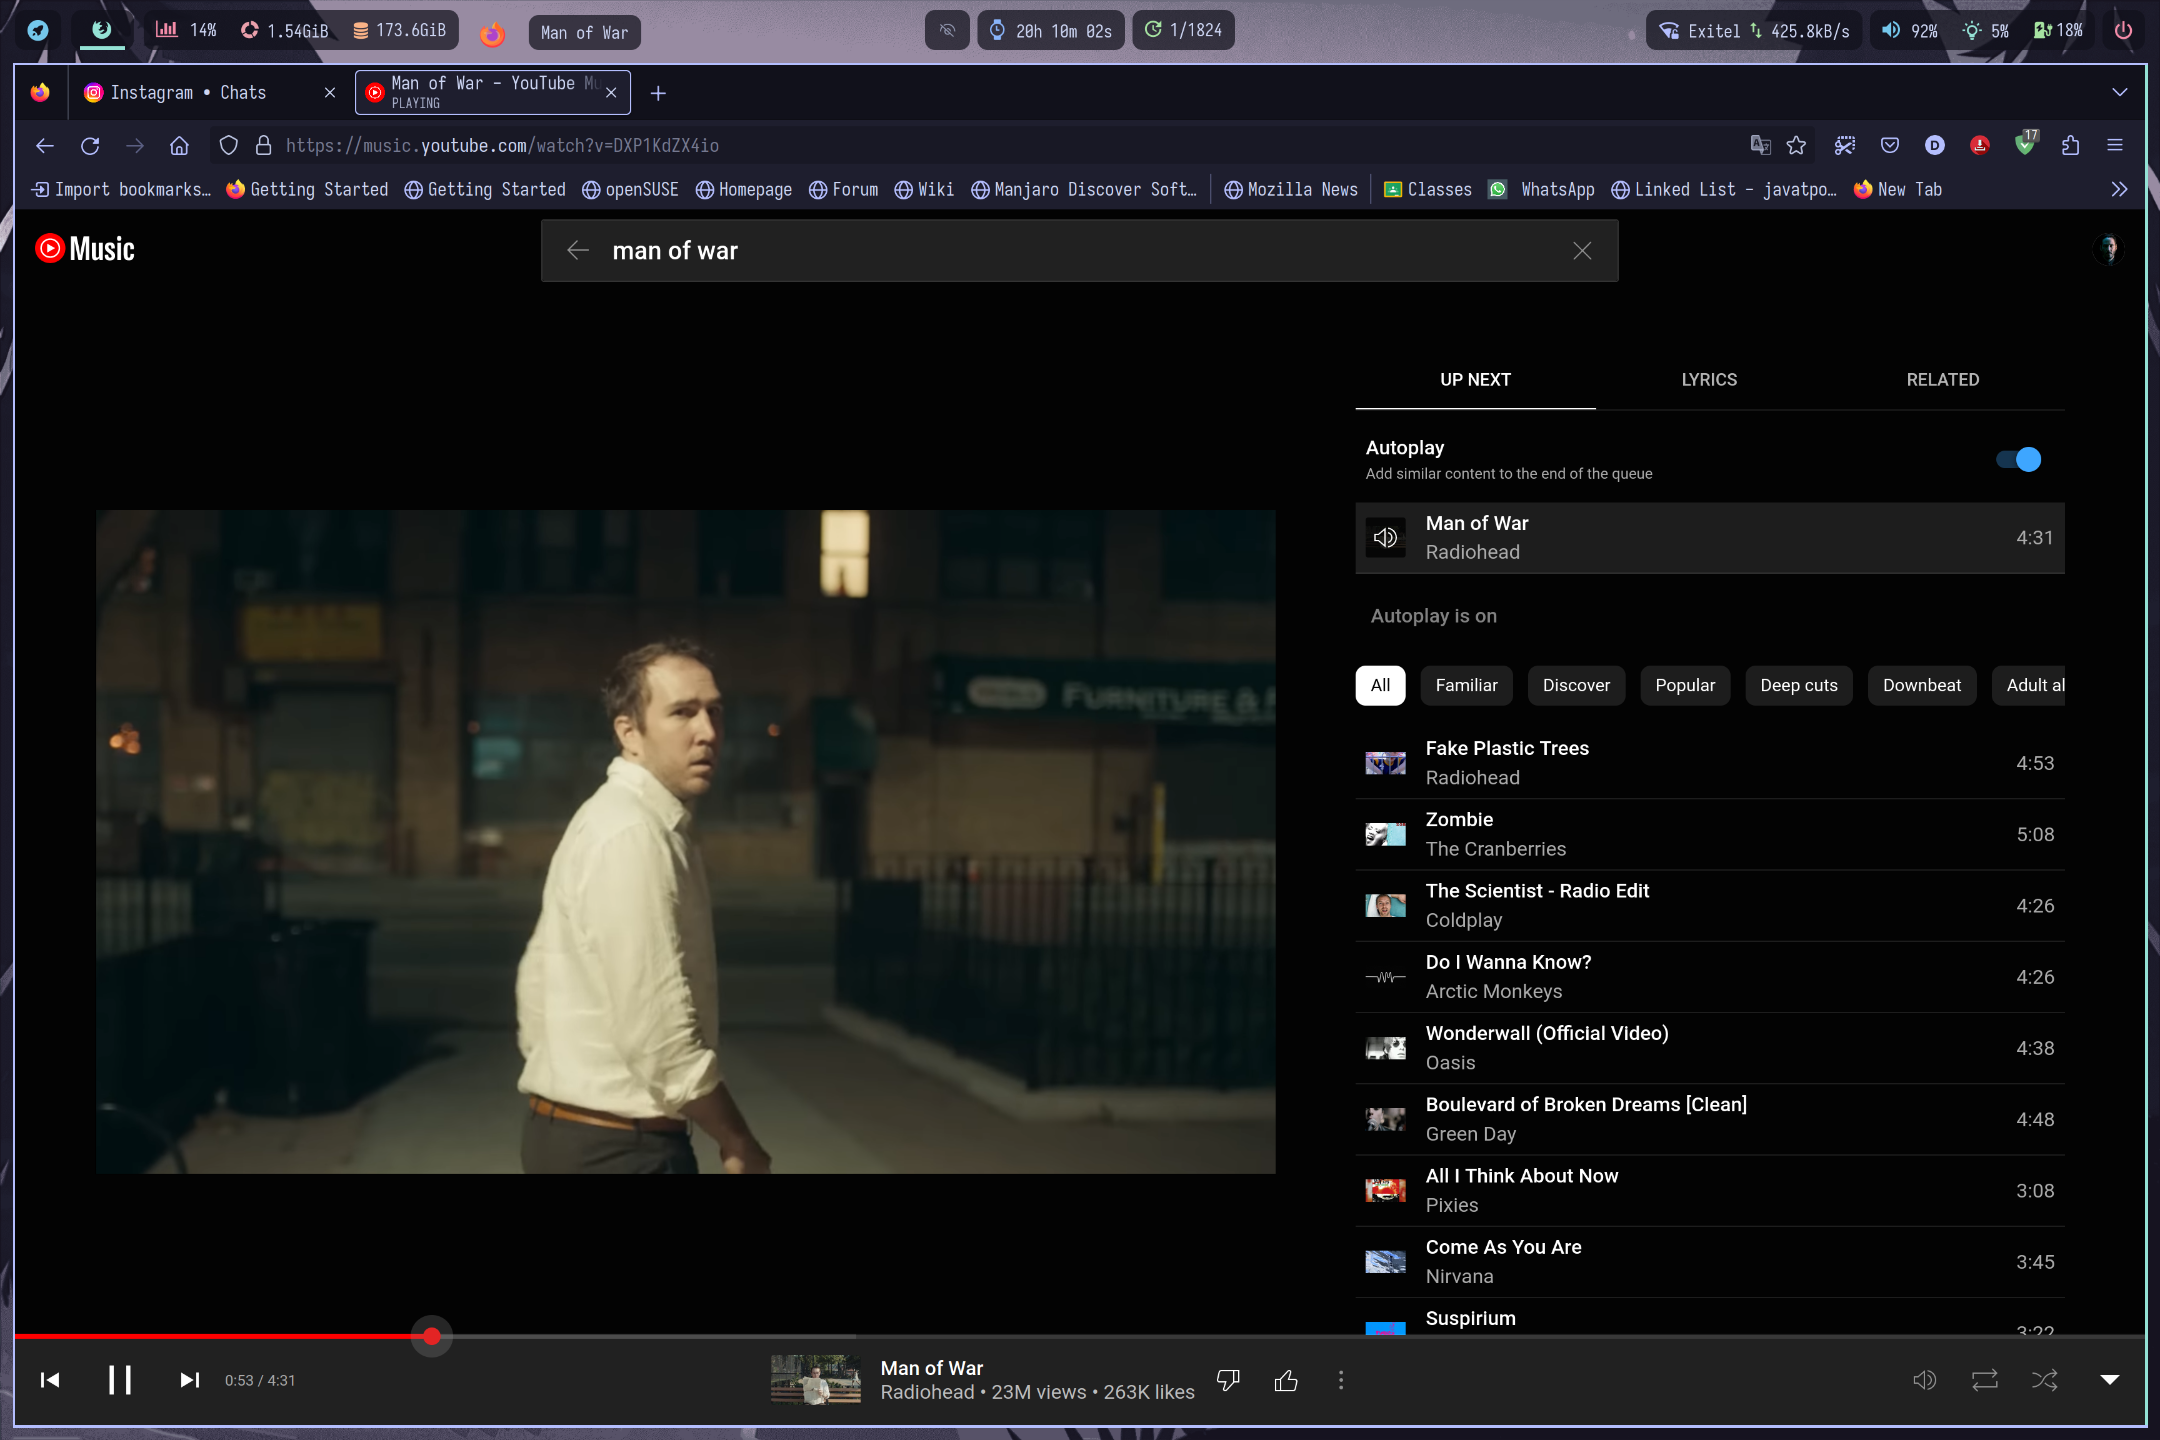 14% 1.54GiB 173.6GiB Man of War 20h 10m 02s 1/1824 Exitel 425.8kB/s 92% 5% 18%
Instagram • Chats
Man of War - YouTube Mu
PLAYING
https://music.youtube.com/watch?v=DXP1KdZX4io
D
17
Import bookmarks… Getting Started Getting Started openSUSE Homepage Forum Wiki Manjaro Discover Soft… Mozilla News Classes WhatsApp Linked List - javatpo… New Tab
Music
man of war
UP NEXT LYRICS RELATED
Autoplay
Add similar content to the end of the queue
Man of War
Radiohead
4:31
Autoplay is on
All Familiar Discover Popular Deep cuts Downbeat Adult al
FURNITURE &
Fake Plastic Trees
Radiohead
4:53
Zombie
The Cranberries
5:08
The Scientist - Radio Edit
Coldplay
4:26
Do I Wanna Know?
Arctic Monkeys
4:26
Wonderwall (Official Video)
Oasis
4:38
Boulevard of Broken Dreams [Clean]
Green Day
4:48
All I Think About Now
Pixies
3:08
Come As You Are
Nirvana
3:45
Suspirium
3:22
0:53 / 4:31
Man of War
Radiohead • 23M views • 263K likes